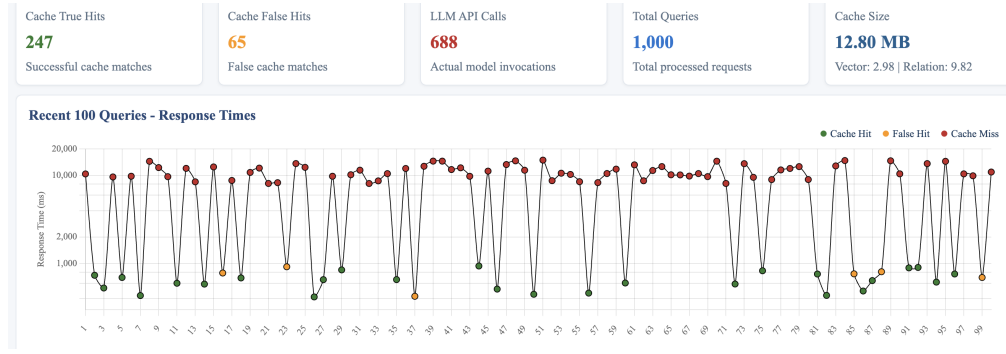 Cache True Hits
247
Successful cache matches
Cache False Hits
65
False cache matches
LLM API Calls
688
Actual model invocations
Total Queries
1,000
Total processed requests
Cache Size
12.80 MB
Vector: 2.98 | Relation: 9.82
Recent 100 Queries - Response Times
Cache Hit False Hit Cache Miss
Response Time (ms)
20,000
10,000
2,000
1,000
1 3 5 7 9 11 13 15 17 19 21 23 25 27 29 31 33 35 37 39 41 43 45 47 49 51 53 55 57 59 61 63 65 67 69 71 73 75 77 79 81 83 85 87 89 91 93 95 97 99